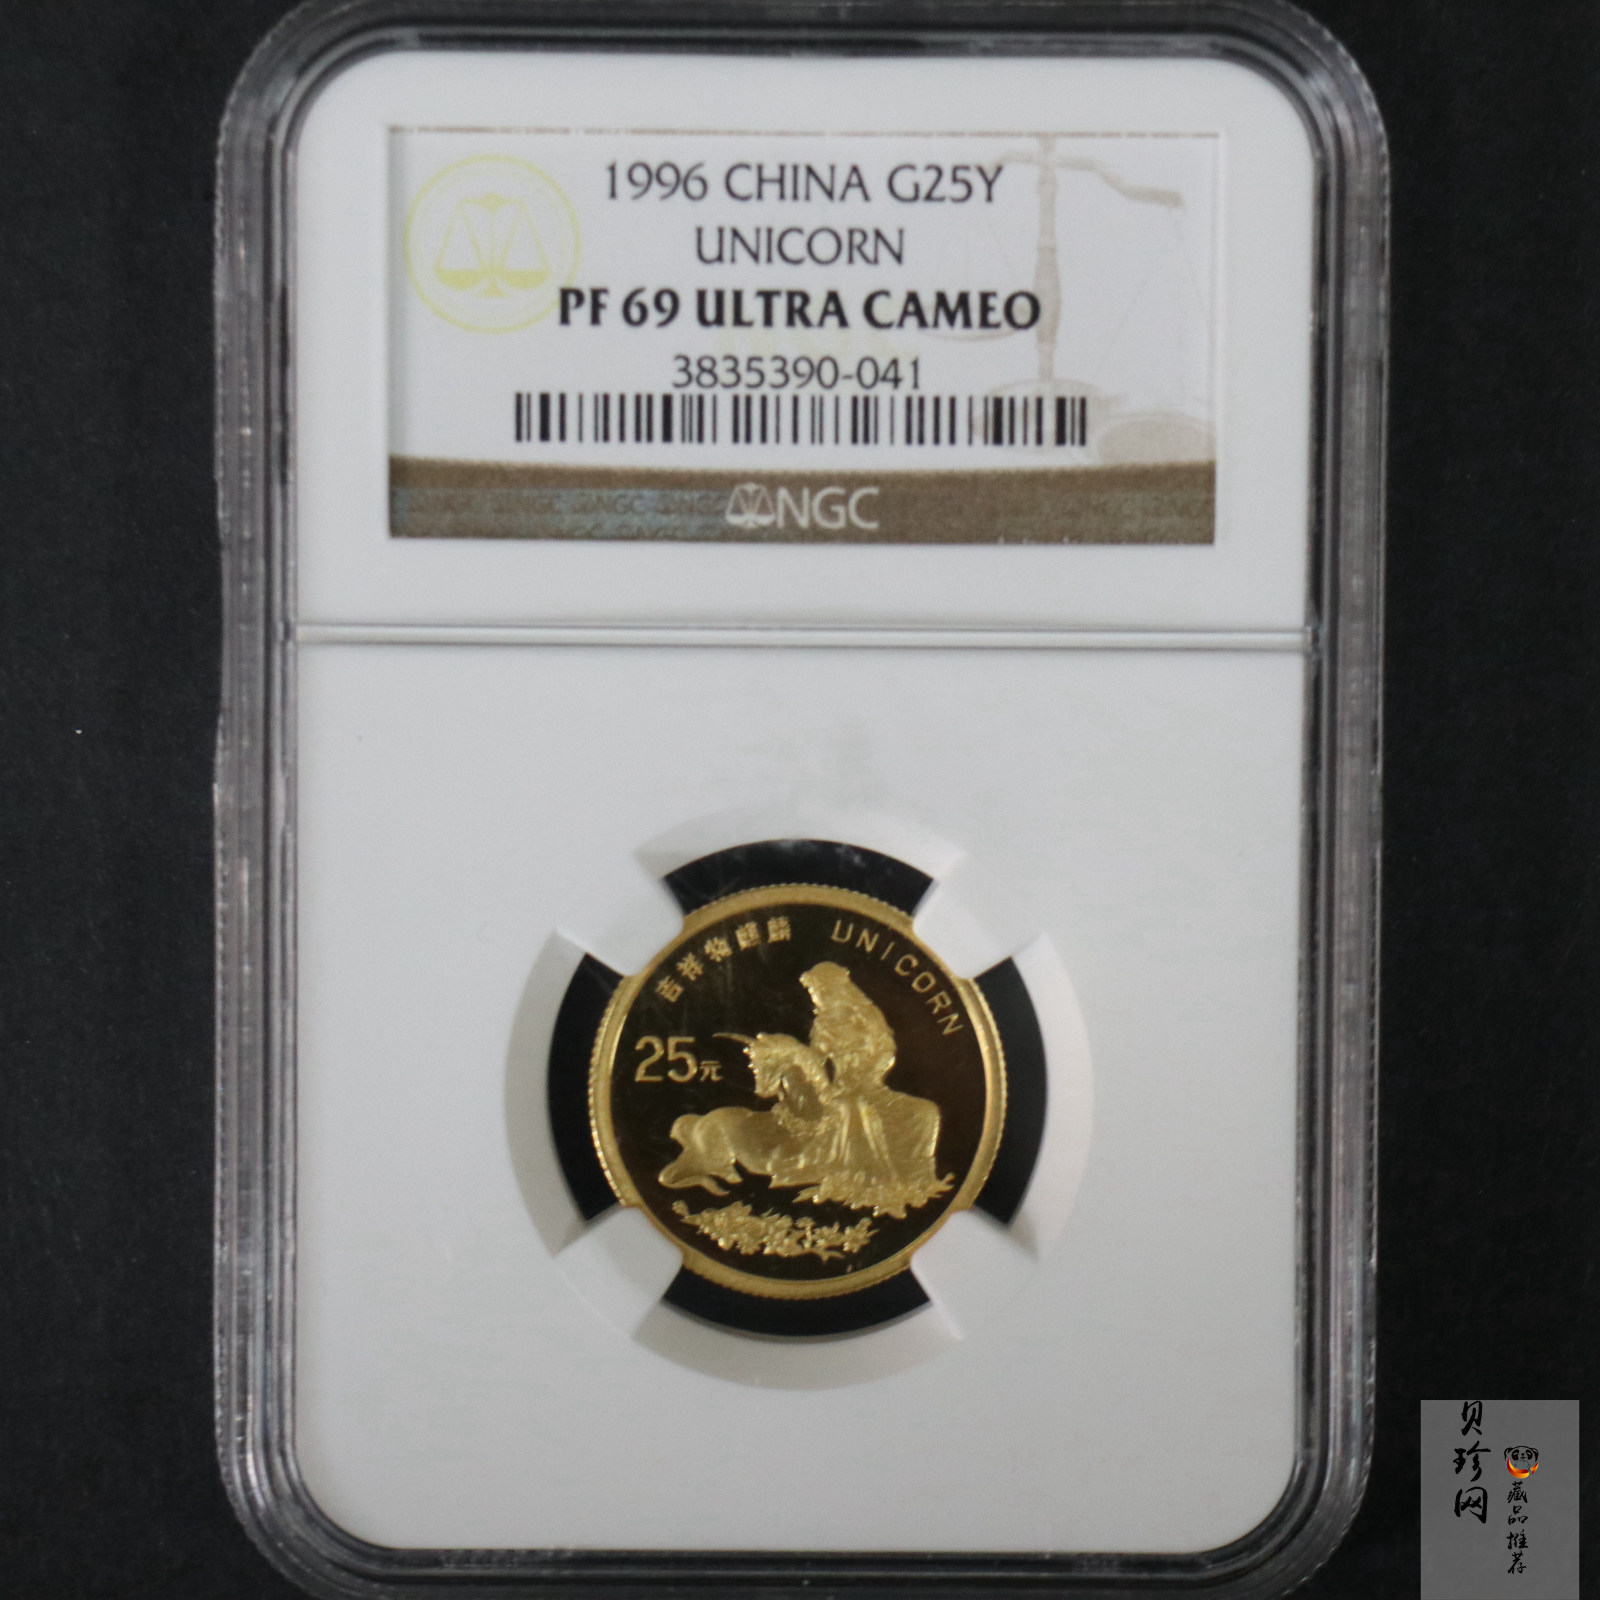 1996 CHINA G25Y
UNICORN
PF 69 ULTRA CAMEO
3835390-041
NGC
吉祥物麒麟 UNICORN
25元
贝珍网
藏品推荐